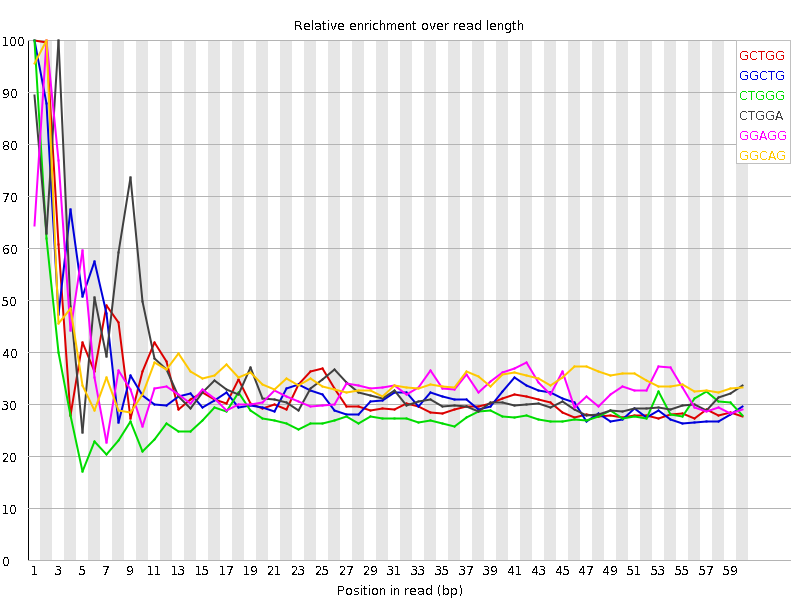 Relative enrichment over read length
100
90
80
70
60
50
40
30
20
10
0
GCTGG
GGCTG
CTGGG
CTGGA
GGAGG
GGCAG
1 3 5 7 9 11 13 15 17 19 21 23 25 27 29 31 33 35 37 39 41 43 45 47 49 51 53 55 57 59
Position in read (bp)